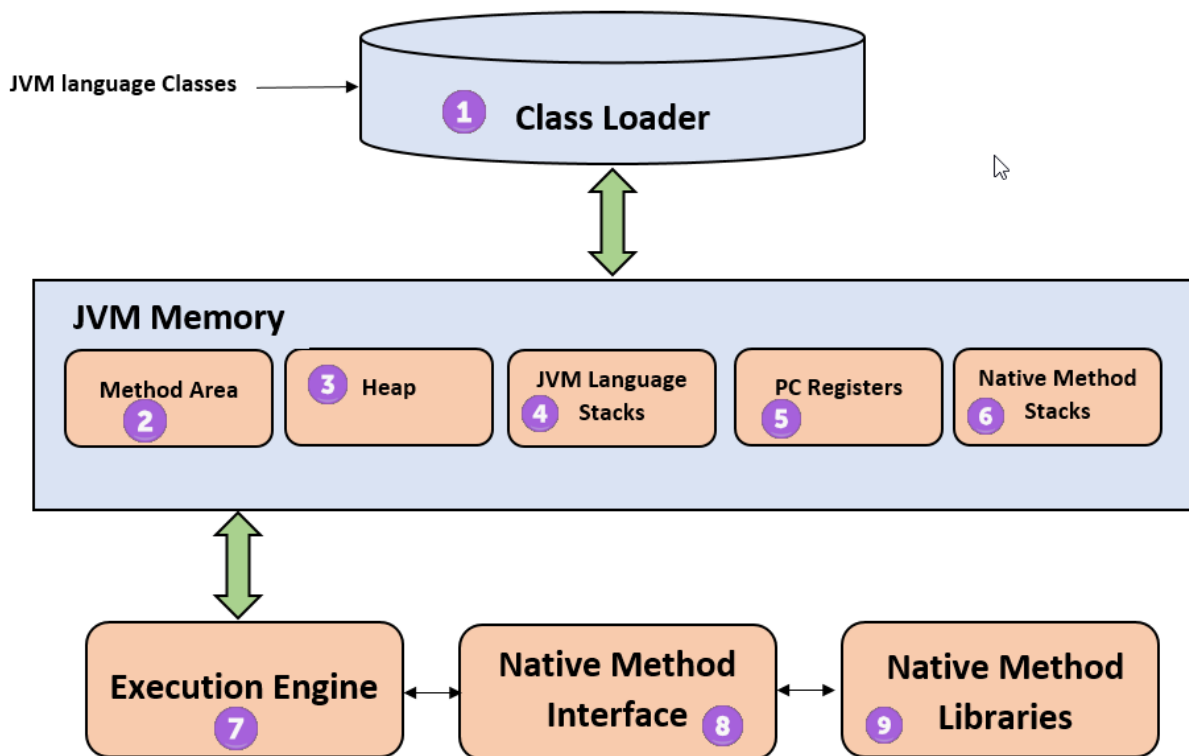 JVM language Classes
1 Class Loader
JVM Memory
Method Area
2
3 Heap
JVM Language
4 Stacks
PC Registers
5
Native Method
6 Stacks
Execution Engine
7
Native Method
Interface 8
Native Method
9 Libraries